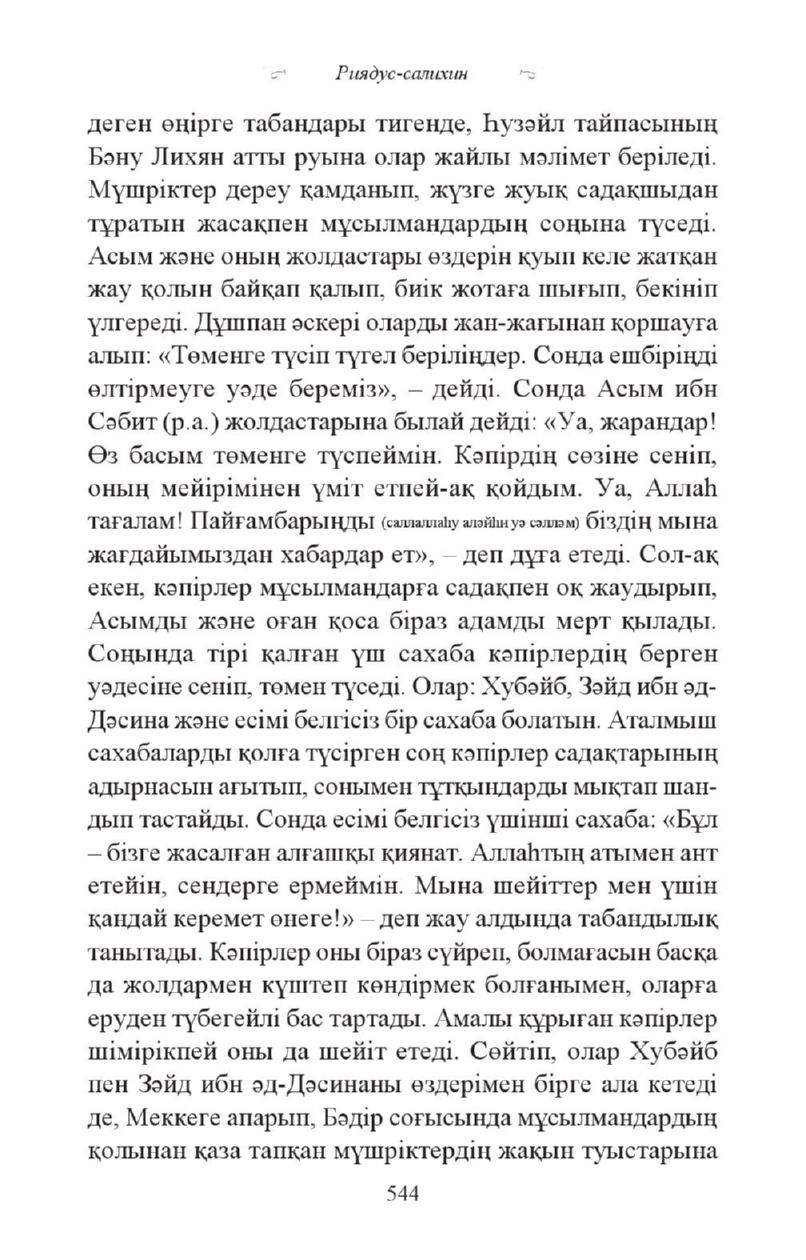 Риядус-салихин
деген өңірге табандары тигенде, Һузәйл тайпасының
Бәну Лихян атты руына олар жайлы мәлімет беріледі.
Мүшріктер дереу қамданып, жүзге жуық садақшыдан
тұратын жасақпен мұсылмандардың соңына түседі.
Асым және оның жолдастары өздерін қуып келе жатқан
жау қолын байқап қалып, биік жотаға шығып, бекініп
үлгереді. Дұшпан әскері оларды жан-жағынан қоршауға
алып: «Төменге түсіп түгел беріліңдер. Сонда ешбіріңді
өлтірмеуге уәде береміз», – дейді. Сонда Асым ибн
Сәбит (р.а.) жолдастарына былай дейді: «Уа, жарандар!
Өз басым төменге түспеймін. Кәпірдің сөзіне сеніп,
оның мейірімінен үміт етпей-ақ қойдым. Уа, Аллаһ
тағалам! Пайғамбарыңды (саллаллаһу аләйһи уә сәлләм) біздің мына
жағдайымыздан хабардар ет», – деп дұға етеді. Сол-ақ
екен, кәпірлер мұсылмандарға садақпен оқ жаудырып,
Асымды және оған қоса біраз адамды мерт қылады.
Соңында тірі қалған үш сахаба кәпірлердің берген
уәдесіне сеніп, төмен түседі. Олар: Хубәйб, Зәйд ибн әд-
Дәсина және есімі белгісіз бір сахаба болатын. Аталмыш
сахабаларды қолға түсірген соң кәпірлер садақтарының
адырнасын ағытып, сонымен тұтқындарды мықтап шан-
дып тастайды. Сонда есімі белгісіз үшінші сахаба: «Бұл
– бізге жасалған алғашқы қиянат. Аллаһтың атымен ант
етейін, сендерге ермеймін. Мына шейіттер мен үшін
қандай керемет өнеге!» – деп жау алдында табандылық
танытады. Кәпірлер оны біраз сүйреп, болмағасын басқа
да жолдармен күштеп көндірмек болғанымен, оларға
еруден түбегейлі бас тартады. Амалы құрыған кәпірлер
шімірікпей оны да шейіт етеді. Сөйтіп, олар Хубәйб
пен Зәйд ибн әд-Дәсинаны өздерімен бірге ала кетеді
де, Меккеге апарып, Бәдір соғысында мұсылмандардың
қолынан қаза тапқан мүшріктердің жақын туыстарына
544